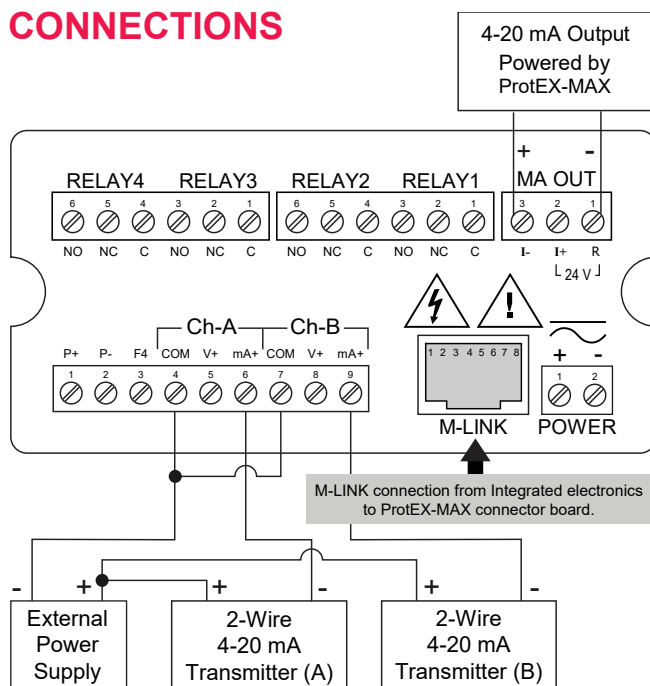 CONNECTIONS
4-20 mA Output
Powered by
ProtEX-MAX
+ -
RELAY4 RELAY3 RELAY2 RELAY1 MA OUT
6 5 4 3 2 1 6 5 4 3 2 1 3 2 1
NO NC C NO NC C NO NC C NO NC C I- I+ R
24 V
Ch-A Ch-B
P+ P- F4 COM V+ mA+ COM V+ mA+
1 2 3 4 5 6 7 8 9
1 2 3 4 5 6 7 8
+ -
1 2
M-LINK POWER
M-LINK connection from Integrated electronics
to ProtEX-MAX connector board.
- + + - + -
External
Power
Supply
2-Wire
4-20 mA
Transmitter (A)
2-Wire
4-20 mA
Transmitter (B)